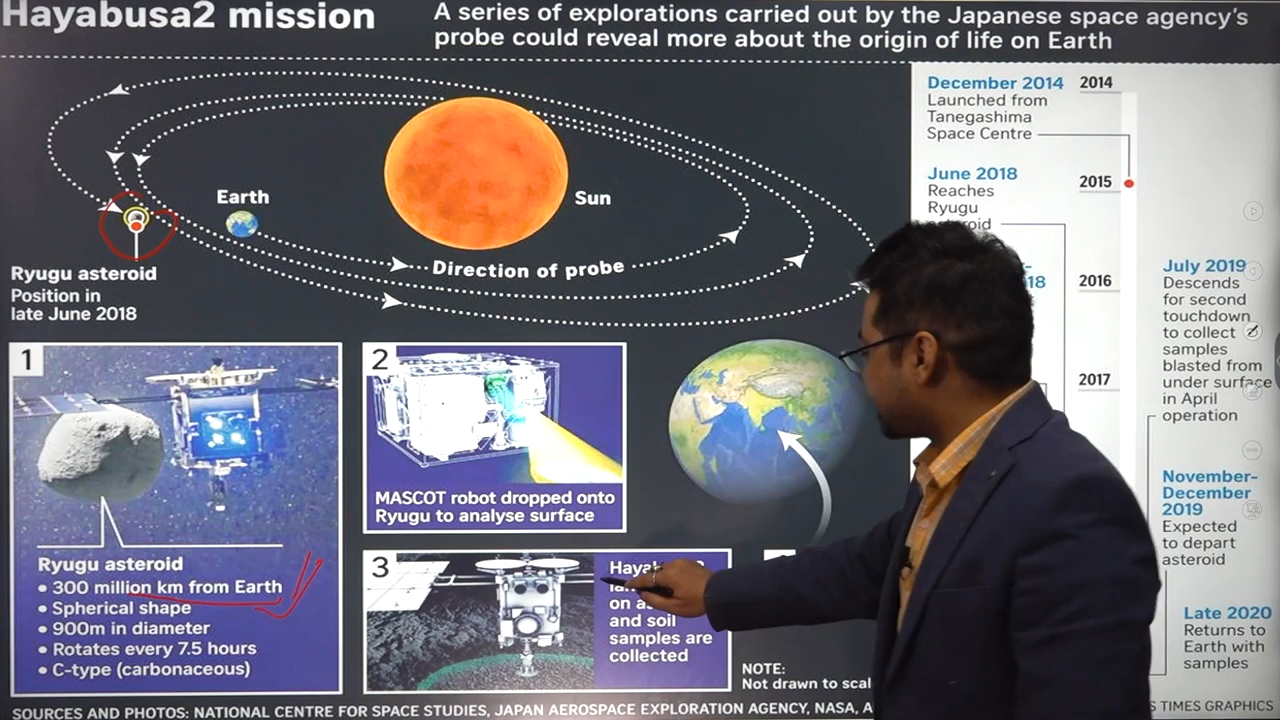 Hayabusa2 mission
A series of explorations carried out by the Japanese space agency's
probe could reveal more about the origin of life on Earth
Earth
Sun
Direction of probe
Ryugu asteroid
Position in
late June 2018
1
Ryugu asteroid
• 300 million km from Earth
• Spherical shape
• 900m in diameter
• Rotates every 7.5 hours
• C-type (carbonaceous)
2
MASCOT robot dropped onto
Ryugu to analyse surface
3
on
and soil
samples are
collected
NOTE:
Not drawn to
December 2014
Launched from
Tanegashima
Space Centre
June 2018
Reaches
Ryugu
2014
2015
2016
2017
July 2019
Descends
for second
touchdown
to collect
samples
blasted from
under surface
in April
operation
November-
December
2019
Expected
to depart
asteroid
Late 2020
Returns to
Earth with
samples
SOURCES AND PHOTOS: NATIONAL CENTRE FOR SPACE STUDIES, JAPAN AEROSPACE EXPLORATION AGENCY, NASA,
TIMES GRAPHICS